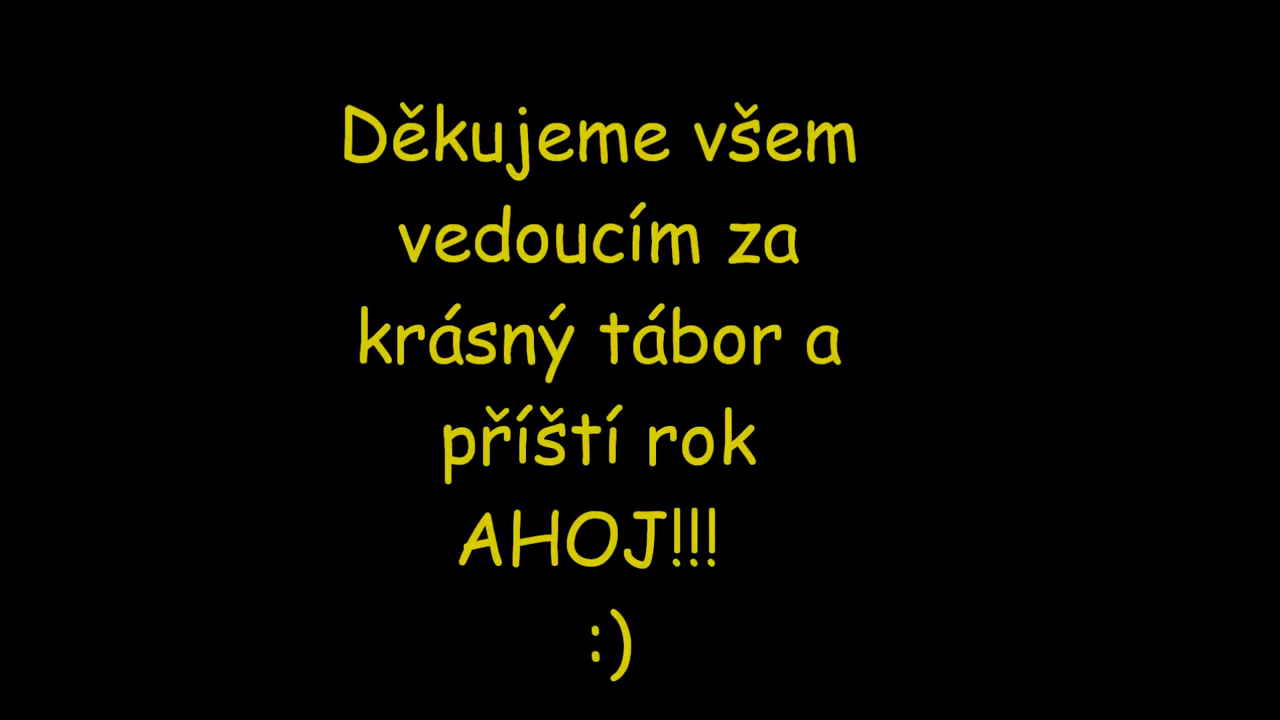 Děkujeme všem
vedoucím za
krásný tábor a
příští rok
AHOJ!!!
:)